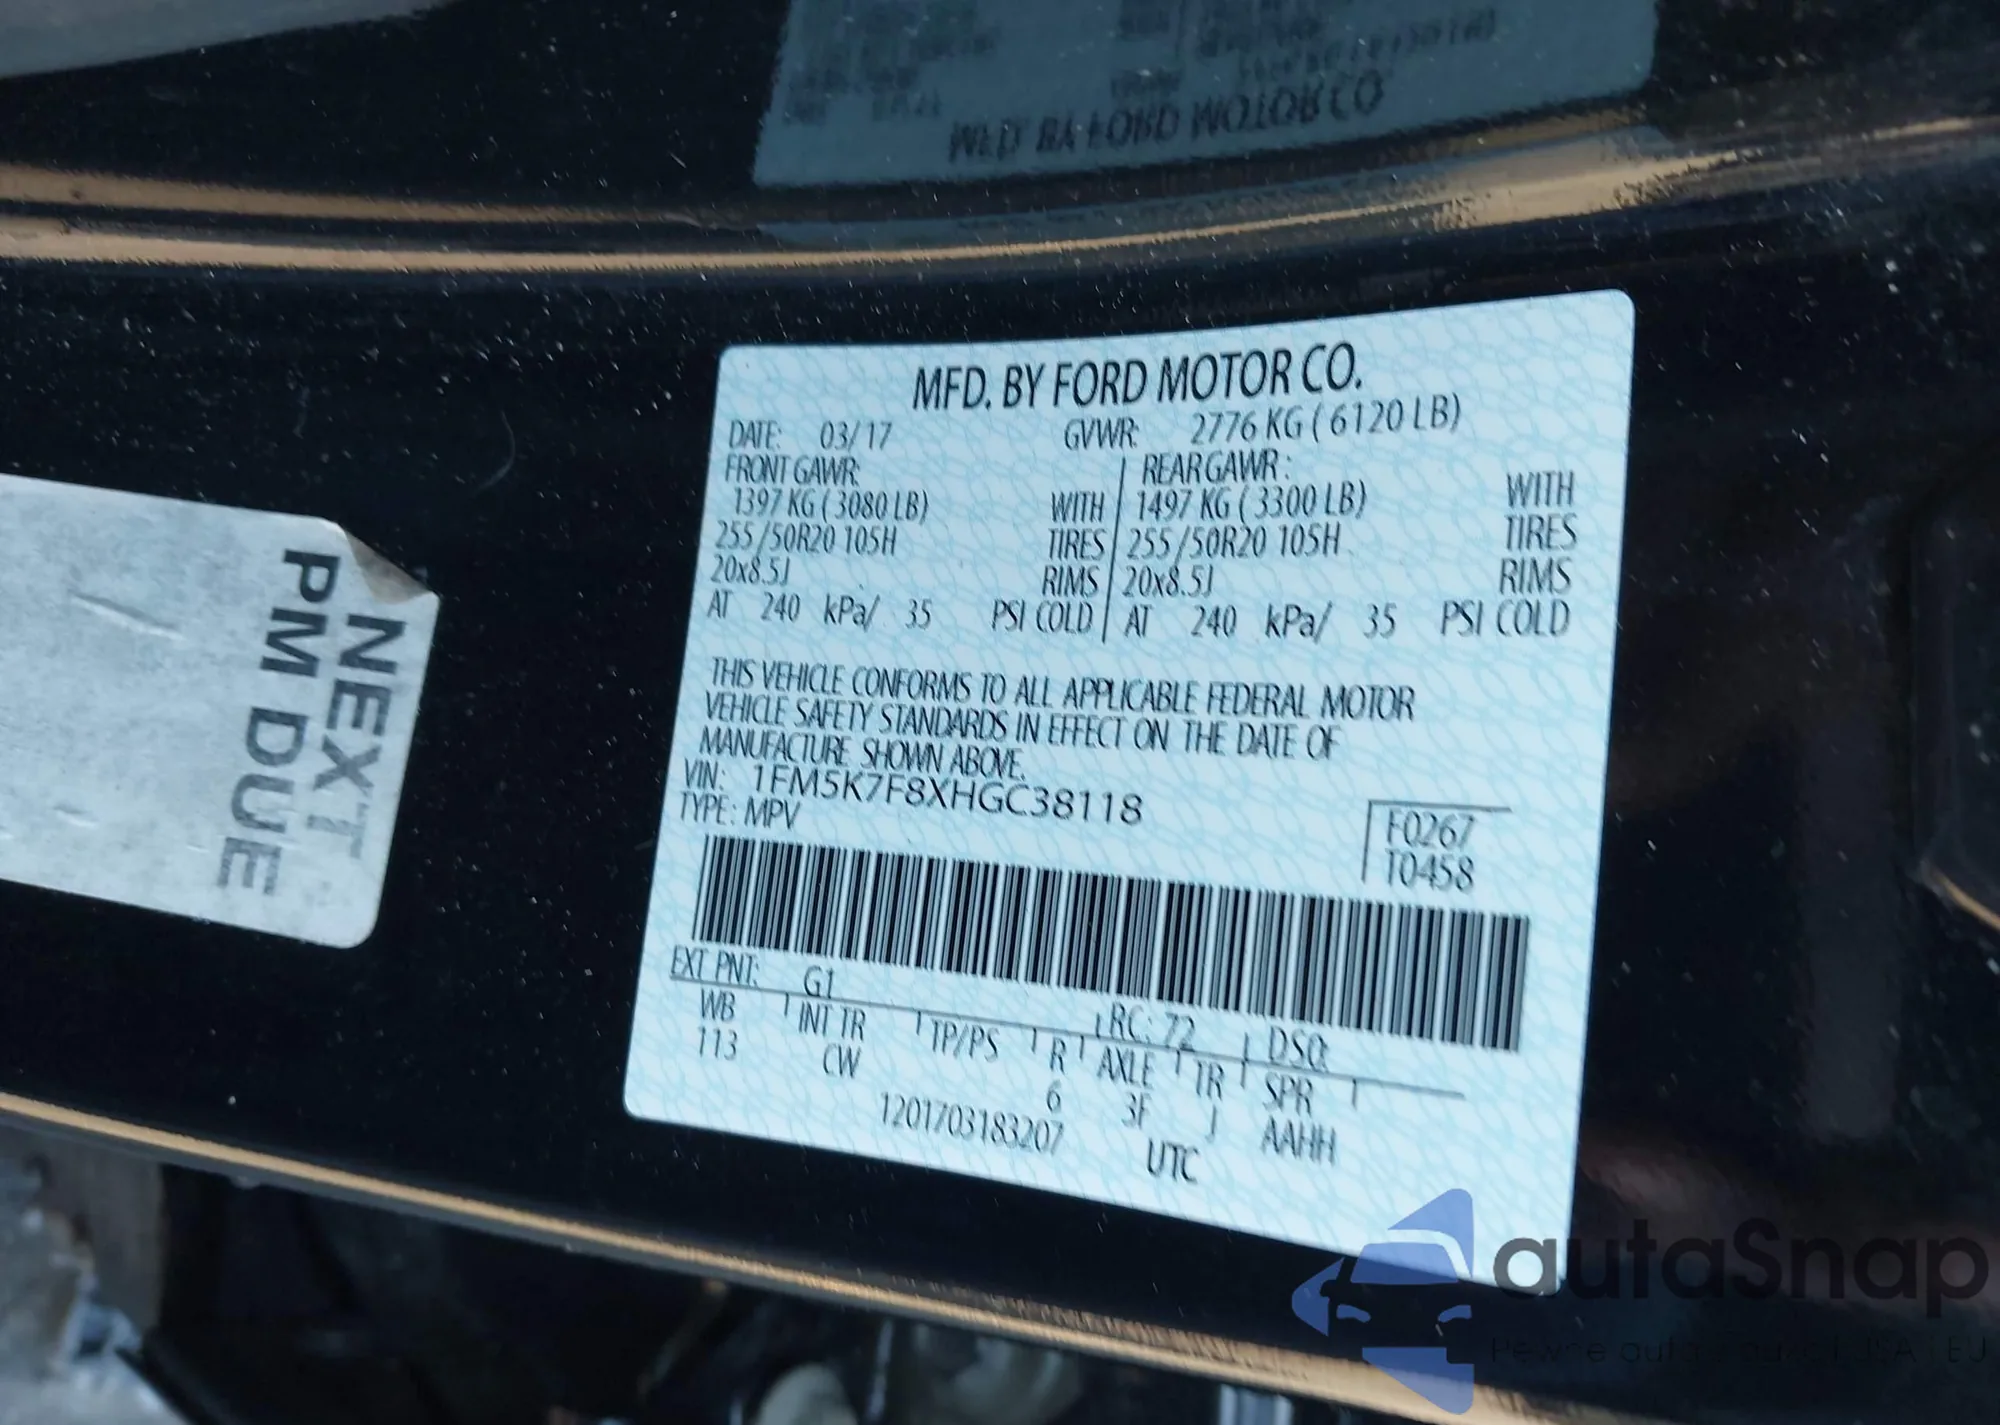 MFD. BY FORD MOTOR CO.
DATE: 03/17 GVWR: 2776 KG ( 6120 LB)
FRONT GAWR: REAR GAWR :
1397 KG ( 3080 LB) WITH 1497 KG ( 3300 LB) WITH
255 /50R20 105H TIRES 255 /50R20 105H TIRES
20x8.5J RIMS 20x8.5J RIMS
AT 240 kPa/ 35 PSI COLD AT 240 kPa/ 35 PSI COLD
THIS VEHICLE CONFORMS TO ALL APPLICABLE FEDERAL MOTOR
VEHICLE SAFETY STANDARDS IN EFFECT ON THE DATE OF
MANUFACTURE SHOWN ABOVE.
VIN: 1FM5K7F8XHGC38118
TYPE: MPV
F0267
T0458
EXT PNT: G1 RC: 72 DSO:
WB INT TR TP/PS R AXLE TR SPR
113 CW 6 3F J AAHH
1201703183207 UTC
NEXT
PM DUE
autaSnap